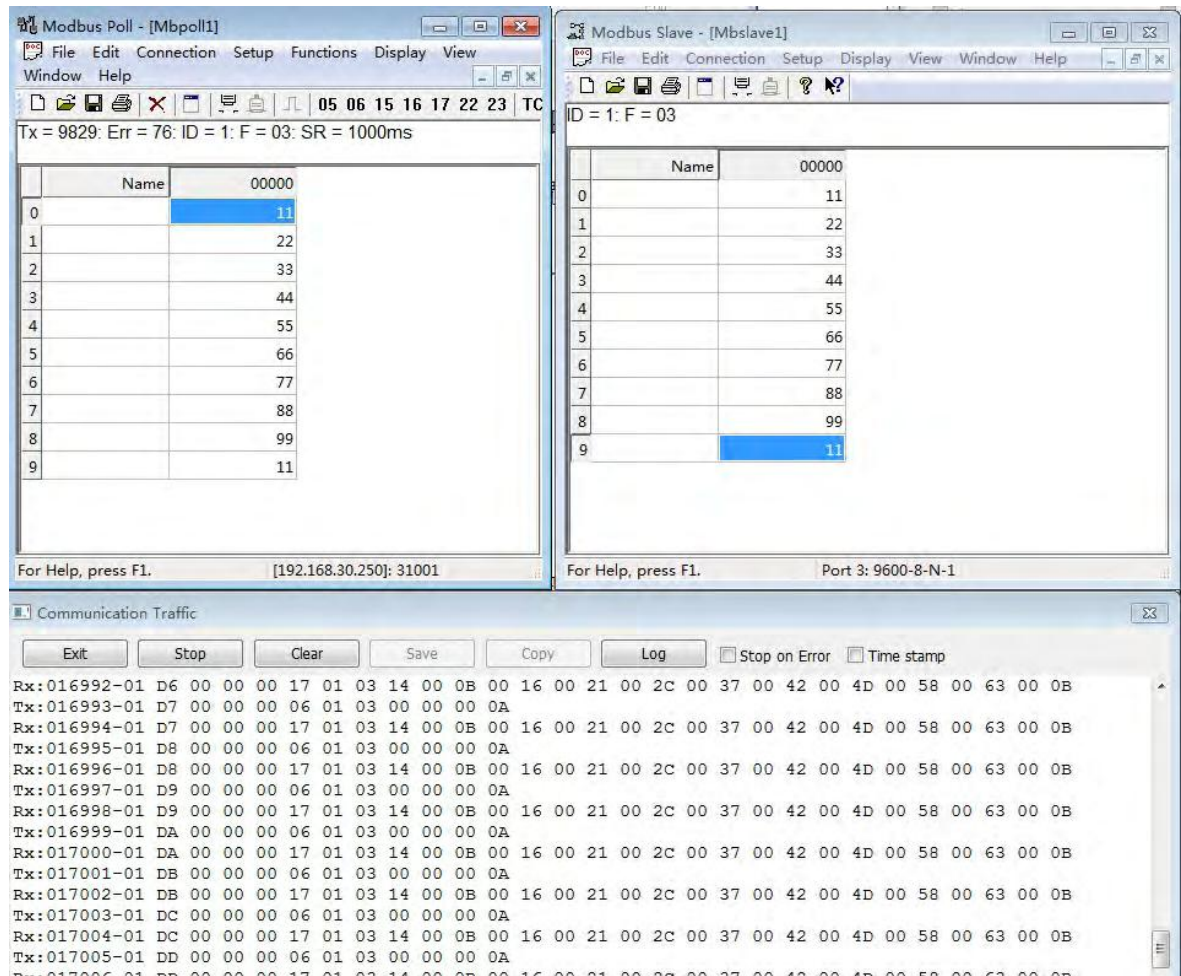 Modbus Poll - [Mbpoll1]
File Edit Connection Setup Functions Display View
Window Help
05 06 15 16 17 22 23 TC
Tx = 9829: Err = 76: ID = 1: F = 03: SR = 1000ms
Name 00000
0 11
1 22
2 33
3 44
4 55
5 66
6 77
7 88
8 99
9 11
For Help, press F1. [192.168.30.250]: 31001
Modbus Slave - [Mbslave1]
File Edit Connection Setup Display View Window Help
ID = 1: F = 03
Name 00000
0 11
1 22
2 33
3 44
4 55
5 66
6 77
7 88
8 99
9 11
For Help, press F1. Port 3: 9600-8-N-1
Communication Traffic
Exit Stop Clear Save Copy Log Stop on Error Time stamp
Rx:016992-01 D6 00 00 00 17 01 03 14 00 0B 00 16 00 21 00 2C 00 37 00 42 00 4D 00 58 00 63 00 0B
Tx:016993-01 D7 00 00 00 06 01 03 00 00 00 0A
Rx:016994-01 D7 00 00 00 17 01 03 14 00 0B 00 16 00 21 00 2C 00 37 00 42 00 4D 00 58 00 63 00 0B
Tx:016995-01 D8 00 00 00 06 01 03 00 00 00 0A
Rx:016996-01 D8 00 00 00 17 01 03 14 00 0B 00 16 00 21 00 2C 00 37 00 42 00 4D 00 58 00 63 00 0B
Tx:016997-01 D9 00 00 00 06 01 03 00 00 00 0A
Rx:016998-01 D9 00 00 00 17 01 03 14 00 0B 00 16 00 21 00 2C 00 37 00 42 00 4D 00 58 00 63 00 0B
Tx:016999-01 DA 00 00 00 06 01 03 00 00 00 0A
Rx:017000-01 DA 00 00 00 17 01 03 14 00 0B 00 16 00 21 00 2C 00 37 00 42 00 4D 00 58 00 63 00 0B
Tx:017001-01 DB 00 00 00 06 01 03 00 00 00 0A
Rx:017002-01 DB 00 00 00 17 01 03 14 00 0B 00 16 00 21 00 2C 00 37 00 42 00 4D 00 58 00 63 00 0B
Tx:017003-01 DC 00 00 00 06 01 03 00 00 00 0A
Rx:017004-01 DC 00 00 00 17 01 03 14 00 0B 00 16 00 21 00 2C 00 37 00 42 00 4D 00 58 00 63 00 0B
Tx:017005-01 DD 00 00 00 06 01 03 00 00 00 0A